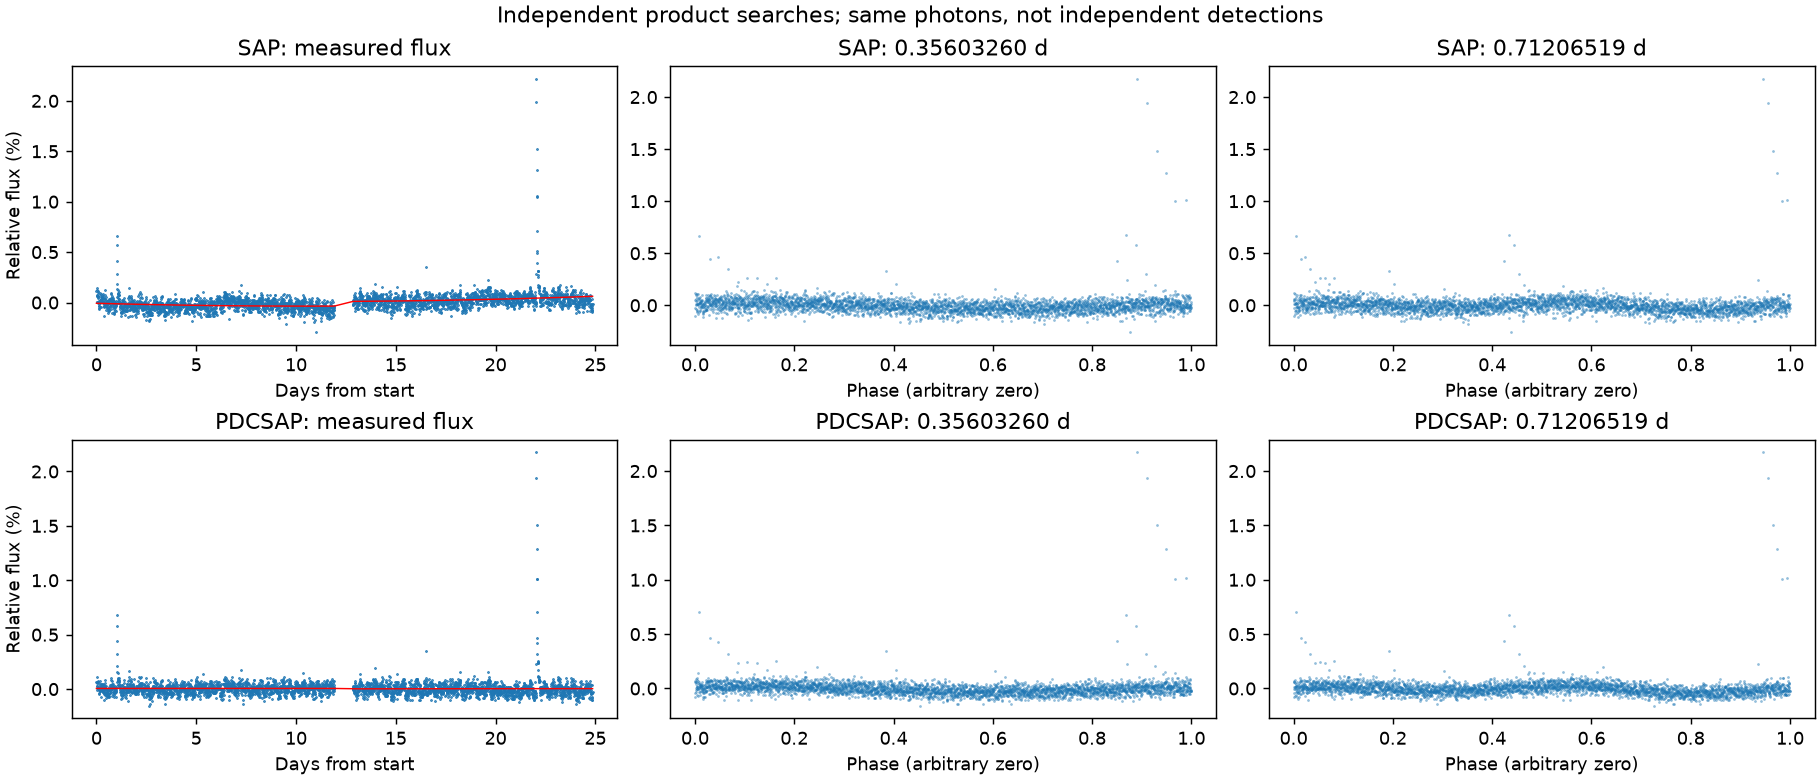 Independent product searches; same photons, not independent detections
SAP: measured flux
SAP: 0.35603260 d
SAP: 0.71206519 d
Relative flux (%)
2.0
1.5
1.0
0.5
0.0
2.0
1.5
1.0
0.5
0.0
2.0
1.5
1.0
0.5
0.0
0 5 10 15 20 25
0.0 0.2 0.4 0.6 0.8 1.0
0.0 0.2 0.4 0.6 0.8 1.0
Days from start
Phase (arbitrary zero)
Phase (arbitrary zero)
PDCSAP: measured flux
PDCSAP: 0.35603260 d
PDCSAP: 0.71206519 d
Relative flux (%)
2.0
1.5
1.0
0.5
0.0
2.0
1.5
1.0
0.5
0.0
2.0
1.5
1.0
0.5
0.0
0 5 10 15 20 25
0.0 0.2 0.4 0.6 0.8 1.0
0.0 0.2 0.4 0.6 0.8 1.0
Days from start
Phase (arbitrary zero)
Phase (arbitrary zero)